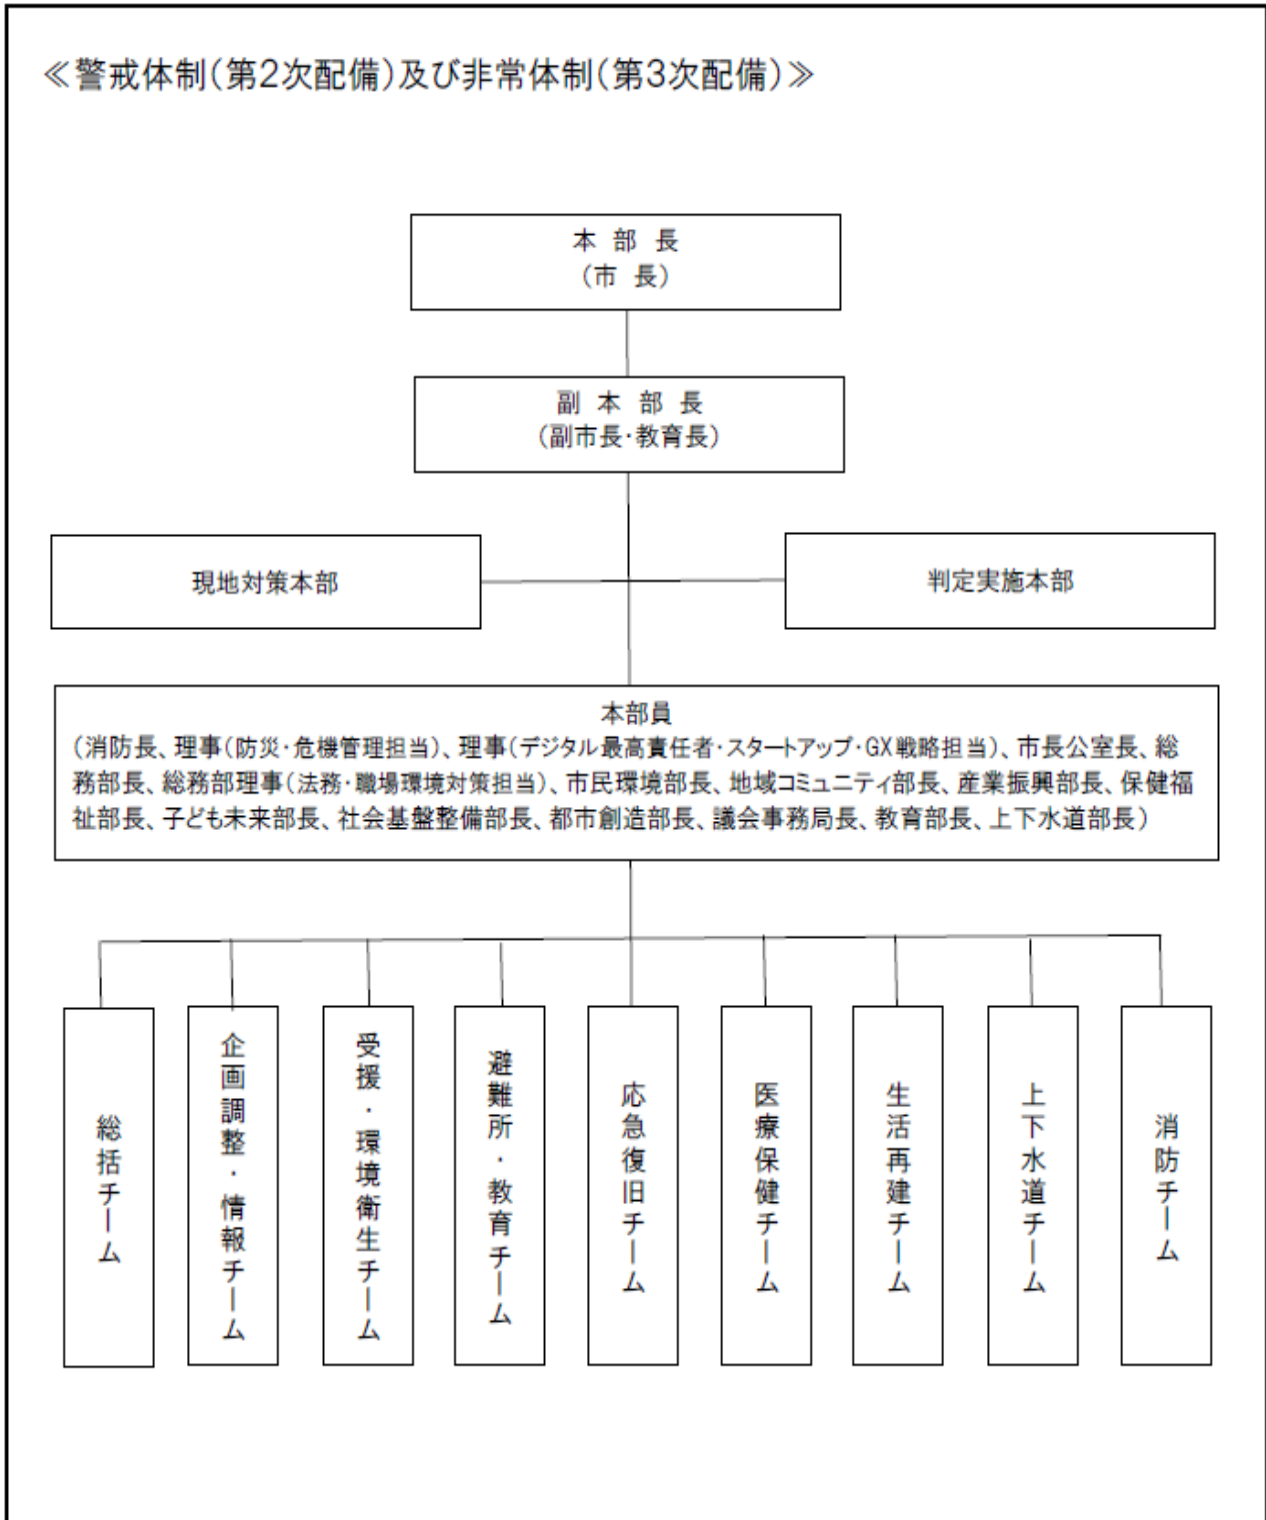 ≪警戒体制(第2次配備)及び非常体制(第3次配備)≫
本 部 長
(市 長)
副 本 部 長
(副市長・教育長)
現地対策本部
判定実施本部
本部員
(消防長、理事(防災・危機管理担当)、理事(デジタル最高責任者・スタートアップ・GX戦略担当)、市長公室長、総
務部長、総務部理事(法務・職場環境対策担当)、市民環境部長、地域コミュニティ部長、産業振興部長、保健福
祉部長、子ども未来部長、社会基盤整備部長、都市創造部長、議会事務局長、教育部長、上下水道部長)
総括チーム
企画調整・情報チーム
受援・環境衛生チーム
避難所・教育チーム
応急復旧チーム
医療保健チーム
生活再建チーム
上下水道チーム
消防チーム